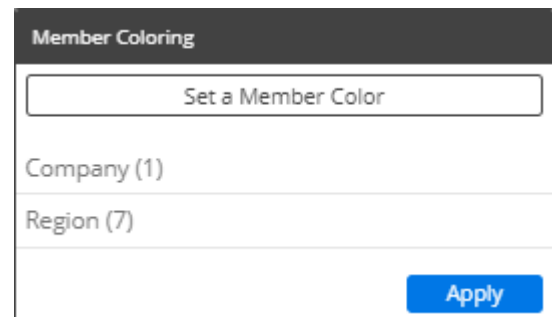 Member Coloring
Set a Member Color
Company (1)
Region (7)
Apply